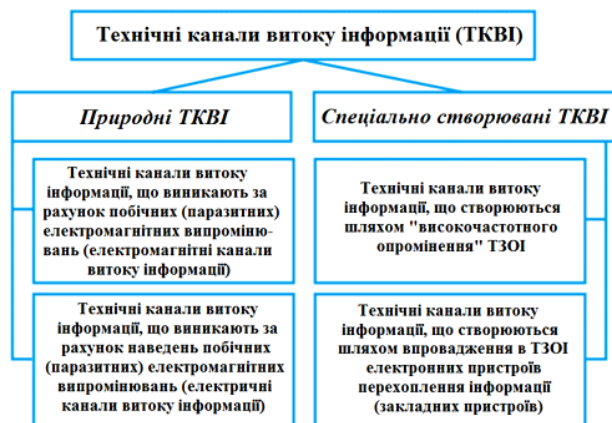 Технічні канали витоку інформації (ТКВІ)
Природні ТКВІ
Спеціально створювані ТКВІ
Технічні канали витоку
інформації, що виникають за
рахунок побічних (паразитних)
електромагнітних випроміню-
вань (електромагнітні канали
витоку інформації)
Технічні канали витоку
інформації, що створюються
шляхом "високочастотного
опромінення" ТЗОІ
Технічні канали витоку
інформації, що виникають за
рахунок наведень побічних
(паразитних) електромагнітних
випромінювань (електричні
канали витоку інформації)
Технічні канали витоку
інформації, що створюються
шляхом впровадження в ТЗОІ
електронних пристроїв
перехоплення інформації
(закладних пристроїв)